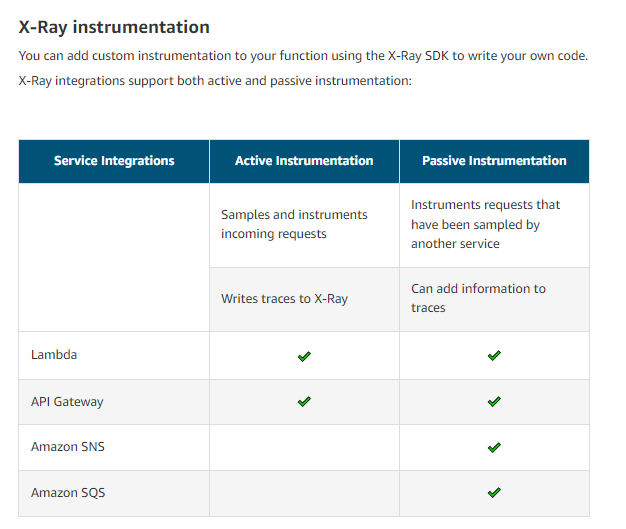 X-Ray instrumentation
You can add custom instrumentation to your function using the X-Ray SDK to write your own code.
X-Ray integrations support both active and passive instrumentation:
Service Integrations Active Instrumentation Passive Instrumentation
Samples and instruments
incoming requests
Instruments requests that
have been sampled by
another service
Writes traces to X-Ray
Can add information to
traces
Lambda ✔ ✔
API Gateway ✔ ✔
Amazon SNS ✔
Amazon SQS ✔